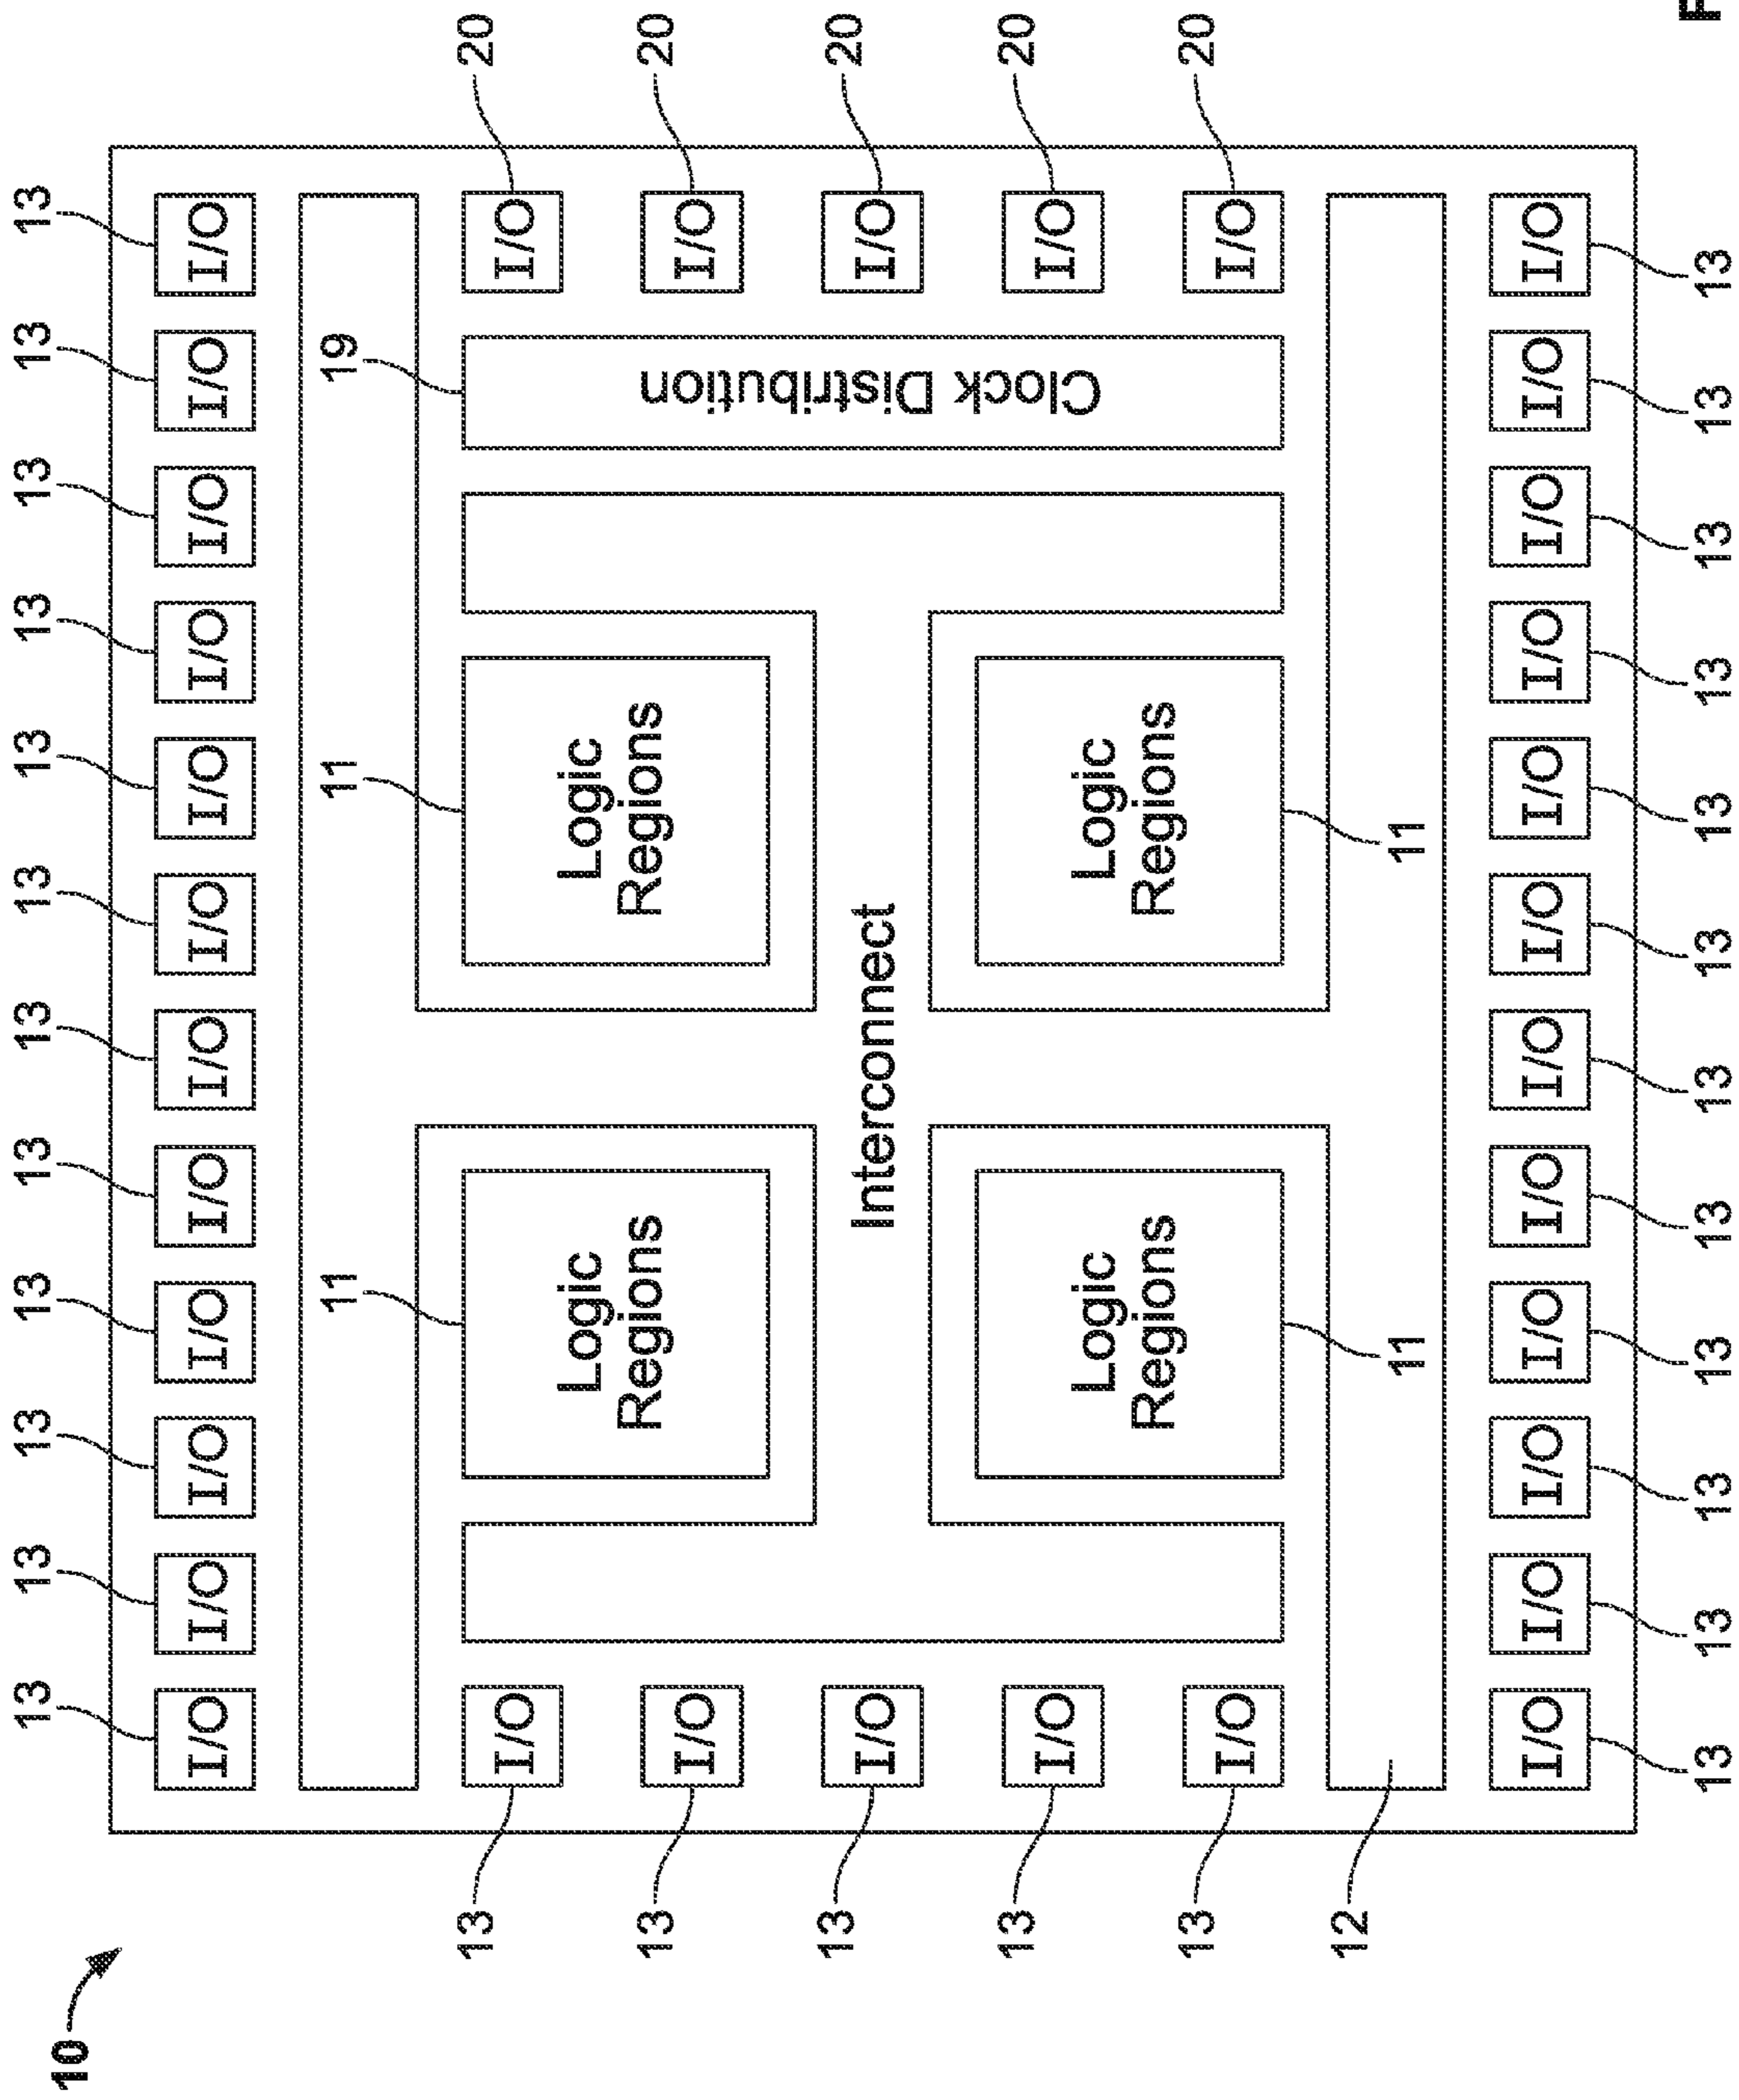 13 13 13 13 13 13 13 13 13 13 13 13
10
I/O I/O I/O I/O I/O I/O I/O I/O I/O I/O I/O I/O
11 11 19
13 I/O I/O 20
Logic Logic
Regions Regions
13 I/O I/O 20
13 I/O I/O 20
Interconnect
Clock Distribution
13 I/O I/O 20
Logic Logic
Regions Regions
13 I/O I/O 20
12
11 11
I/O I/O I/O I/O I/O I/O I/O I/O I/O I/O I/O I/O
13 13 13 13 13 13 13 13 13 13 13 13